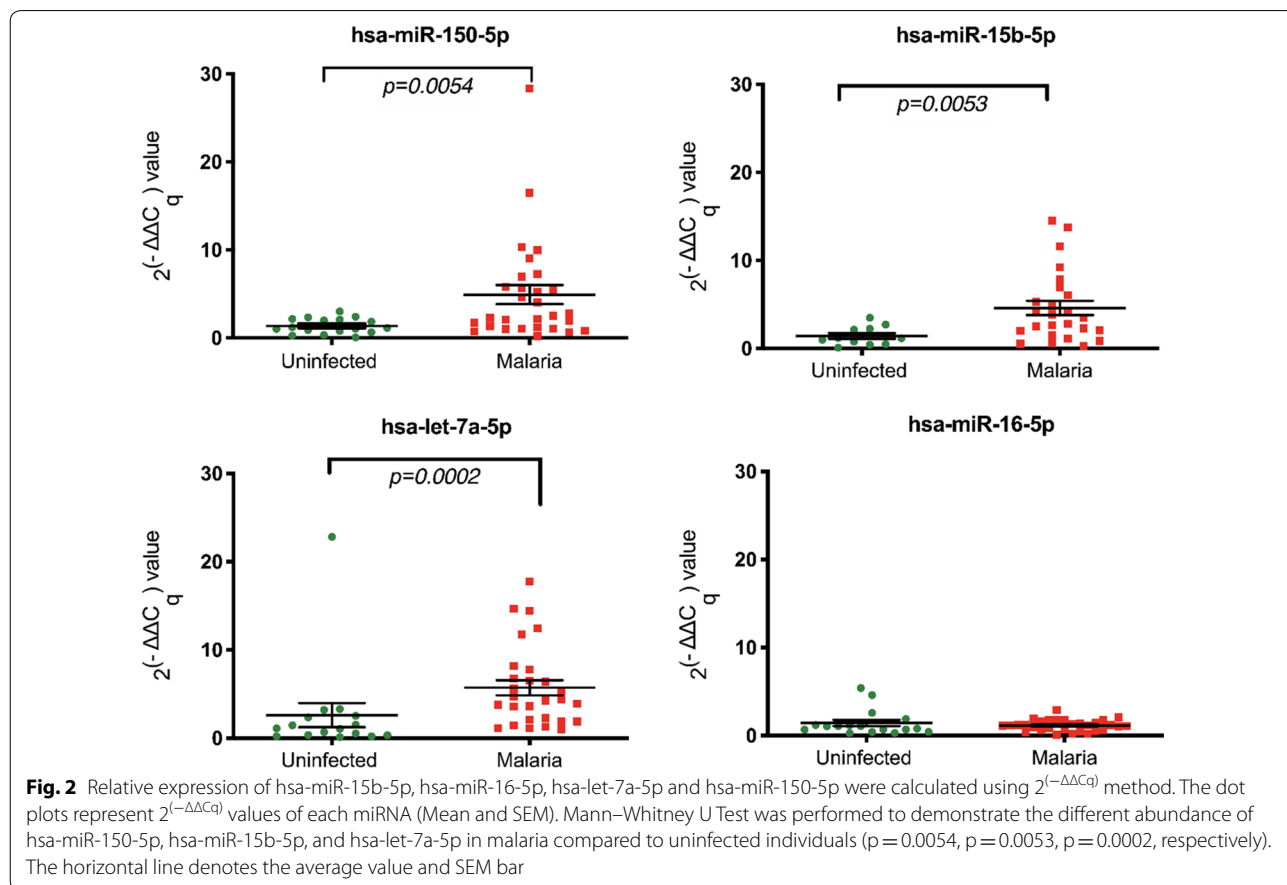 hsa-miR-150-5p
30
20
10
0
2^(-ΔΔC_q) value
p=0.0054
Uninfected Malaria
hsa-miR-15b-5p
30
20
10
0
2^(-ΔΔC_q) value
p=0.0053
Uninfected Malaria
hsa-let-7a-5p
30
20
10
0
2^(-ΔΔC_q) value
p=0.0002
Uninfected Malaria
hsa-miR-16-5p
30
20
10
0
2^(-ΔΔC_q) value
Uninfected Malaria
Fig. 2 Relative expression of hsa-miR-15b-5p, hsa-miR-16-5p, hsa-let-7a-5p and hsa-miR-150-5p were calculated using 2^(−ΔΔCq) method. The dot
plots represent 2^(−ΔΔCq) values of each miRNA (Mean and SEM). Mann–Whitney U Test was performed to demonstrate the different abundance of
hsa-miR-150-5p, hsa-miR-15b-5p, and hsa-let-7a-5p in malaria compared to uninfected individuals (p = 0.0054, p = 0.0053, p = 0.0002, respectively).
The horizontal line denotes the average value and SEM bar